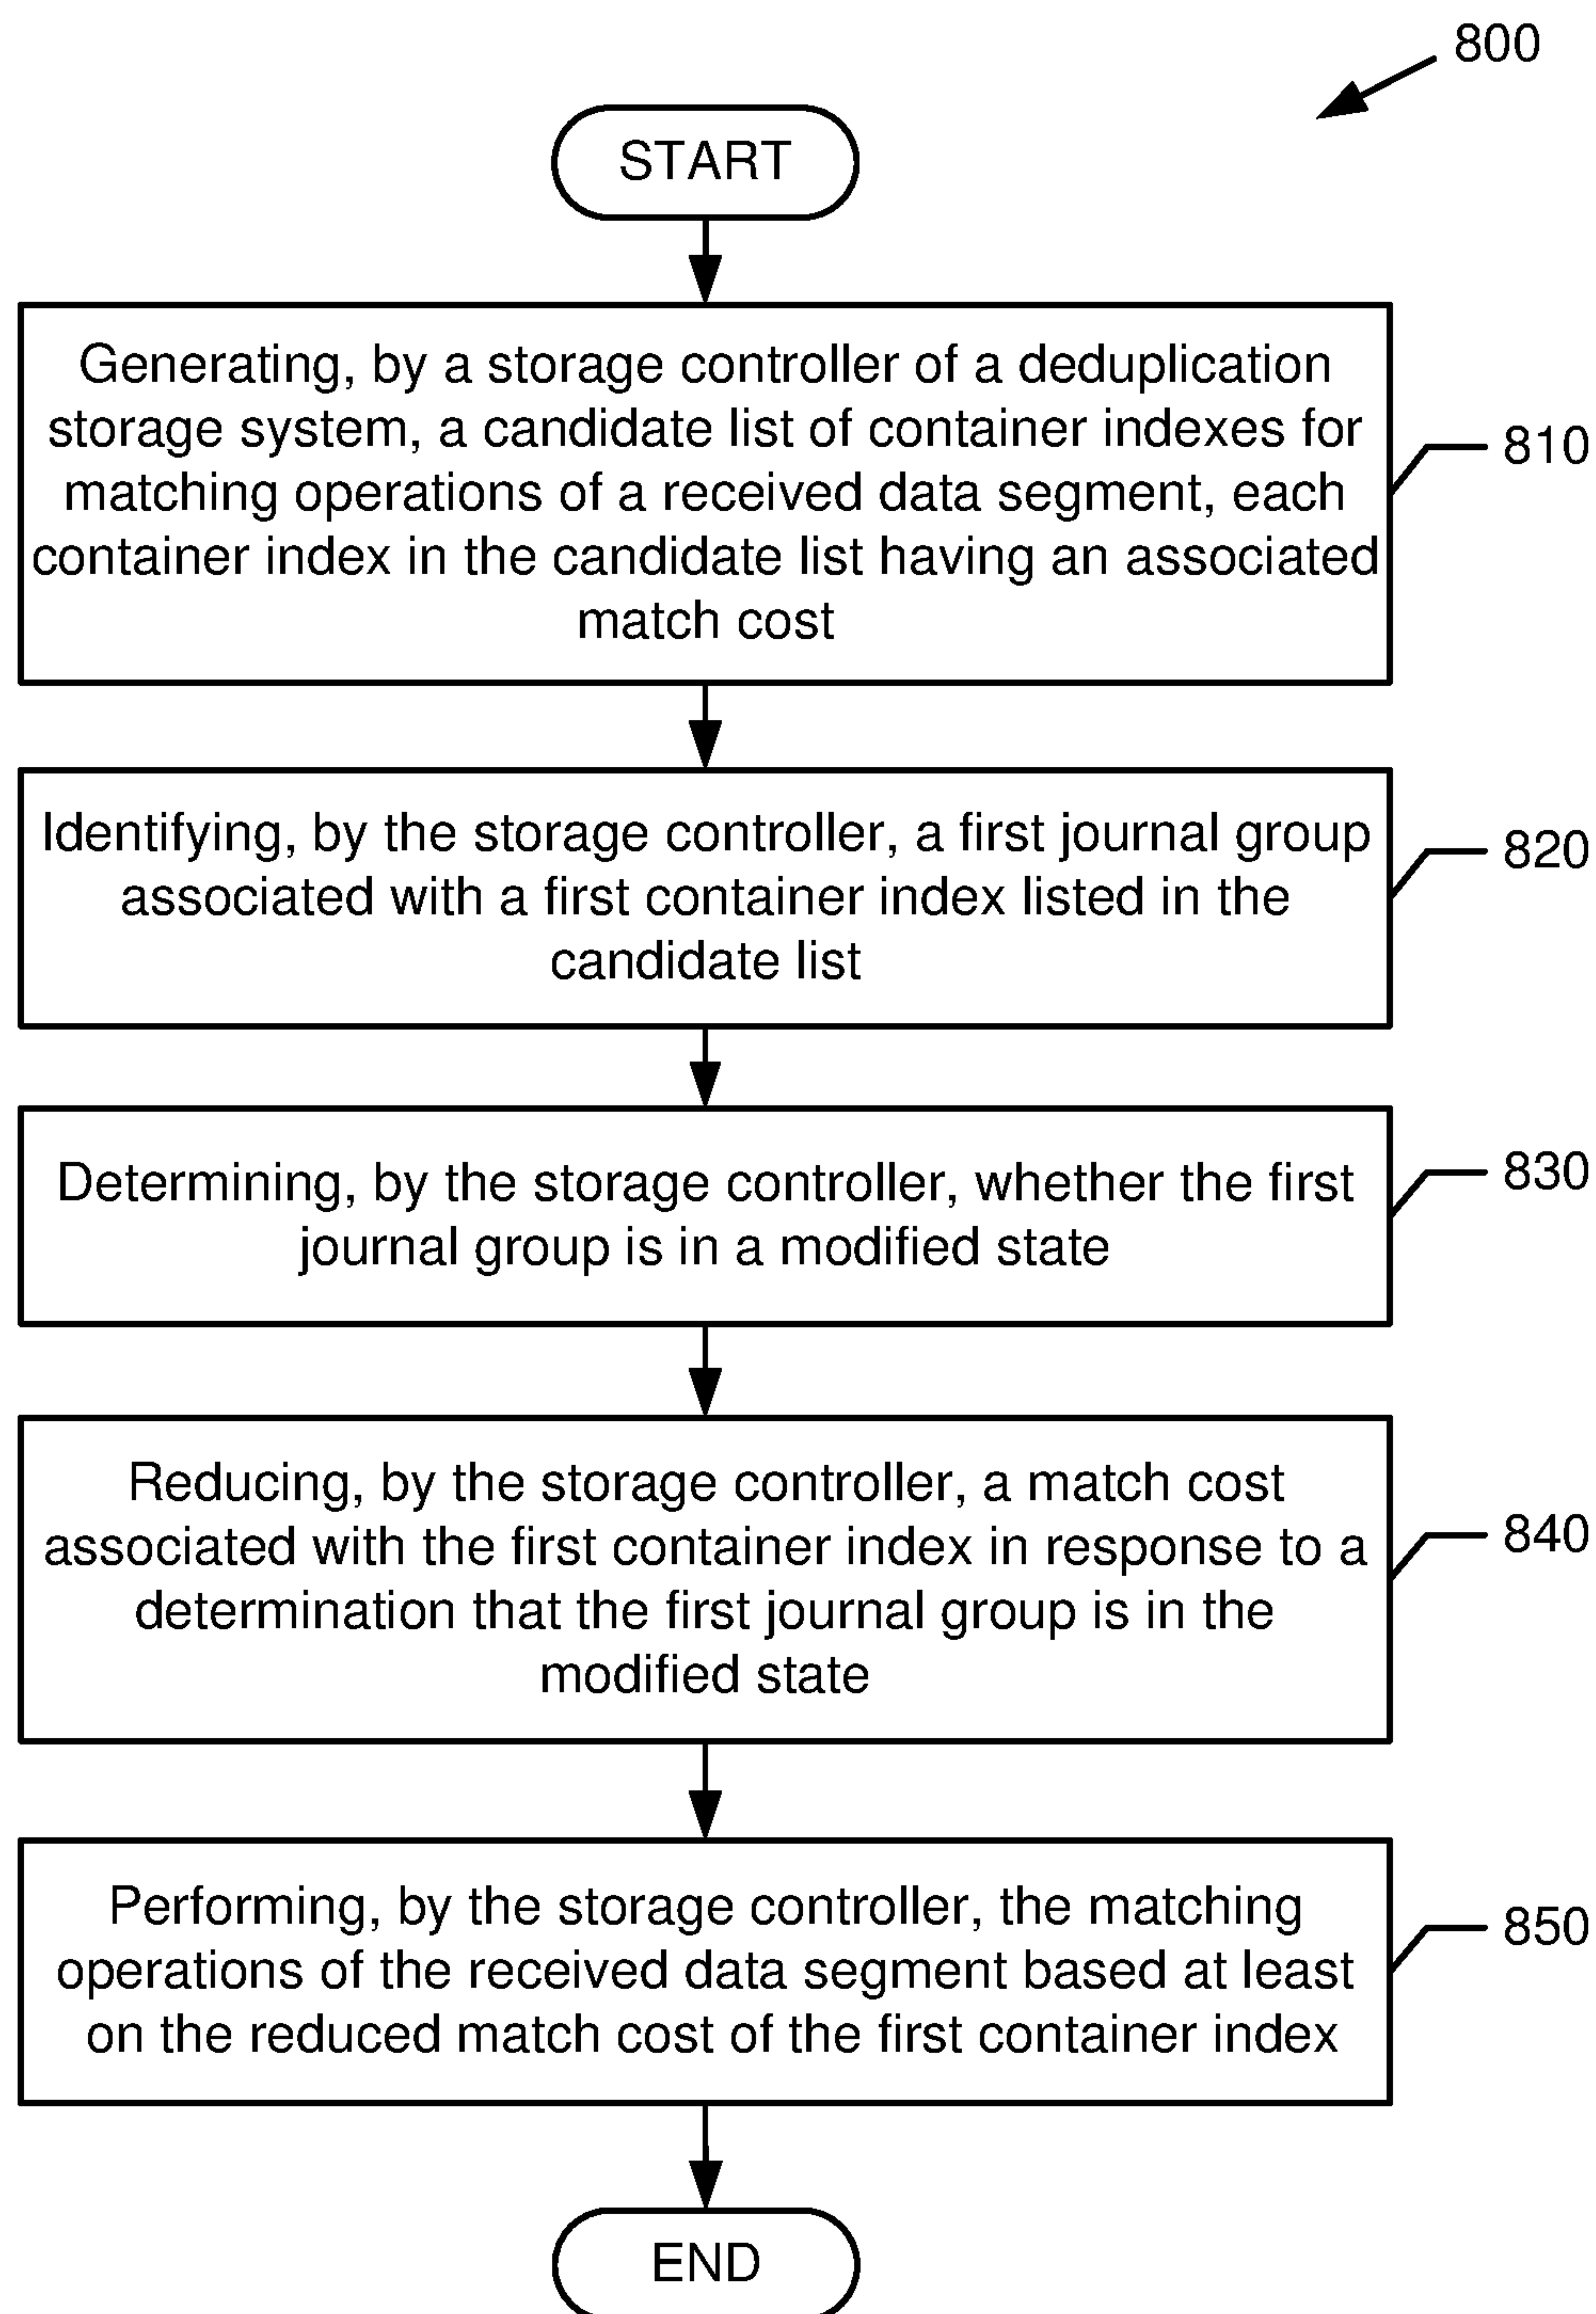 800
START
Generating, by a storage controller of a deduplication
storage system, a candidate list of container indexes for
matching operations of a received data segment, each
container index in the candidate list having an associated
match cost
810
Identifying, by the storage controller, a first journal group
associated with a first container index listed in the
candidate list
820
Determining, by the storage controller, whether the first
journal group is in a modified state
830
Reducing, by the storage controller, a match cost
associated with the first container index in response to a
determination that the first journal group is in the
modified state
840
Performing, by the storage controller, the matching
operations of the received data segment based at least
on the reduced match cost of the first container index
850
END